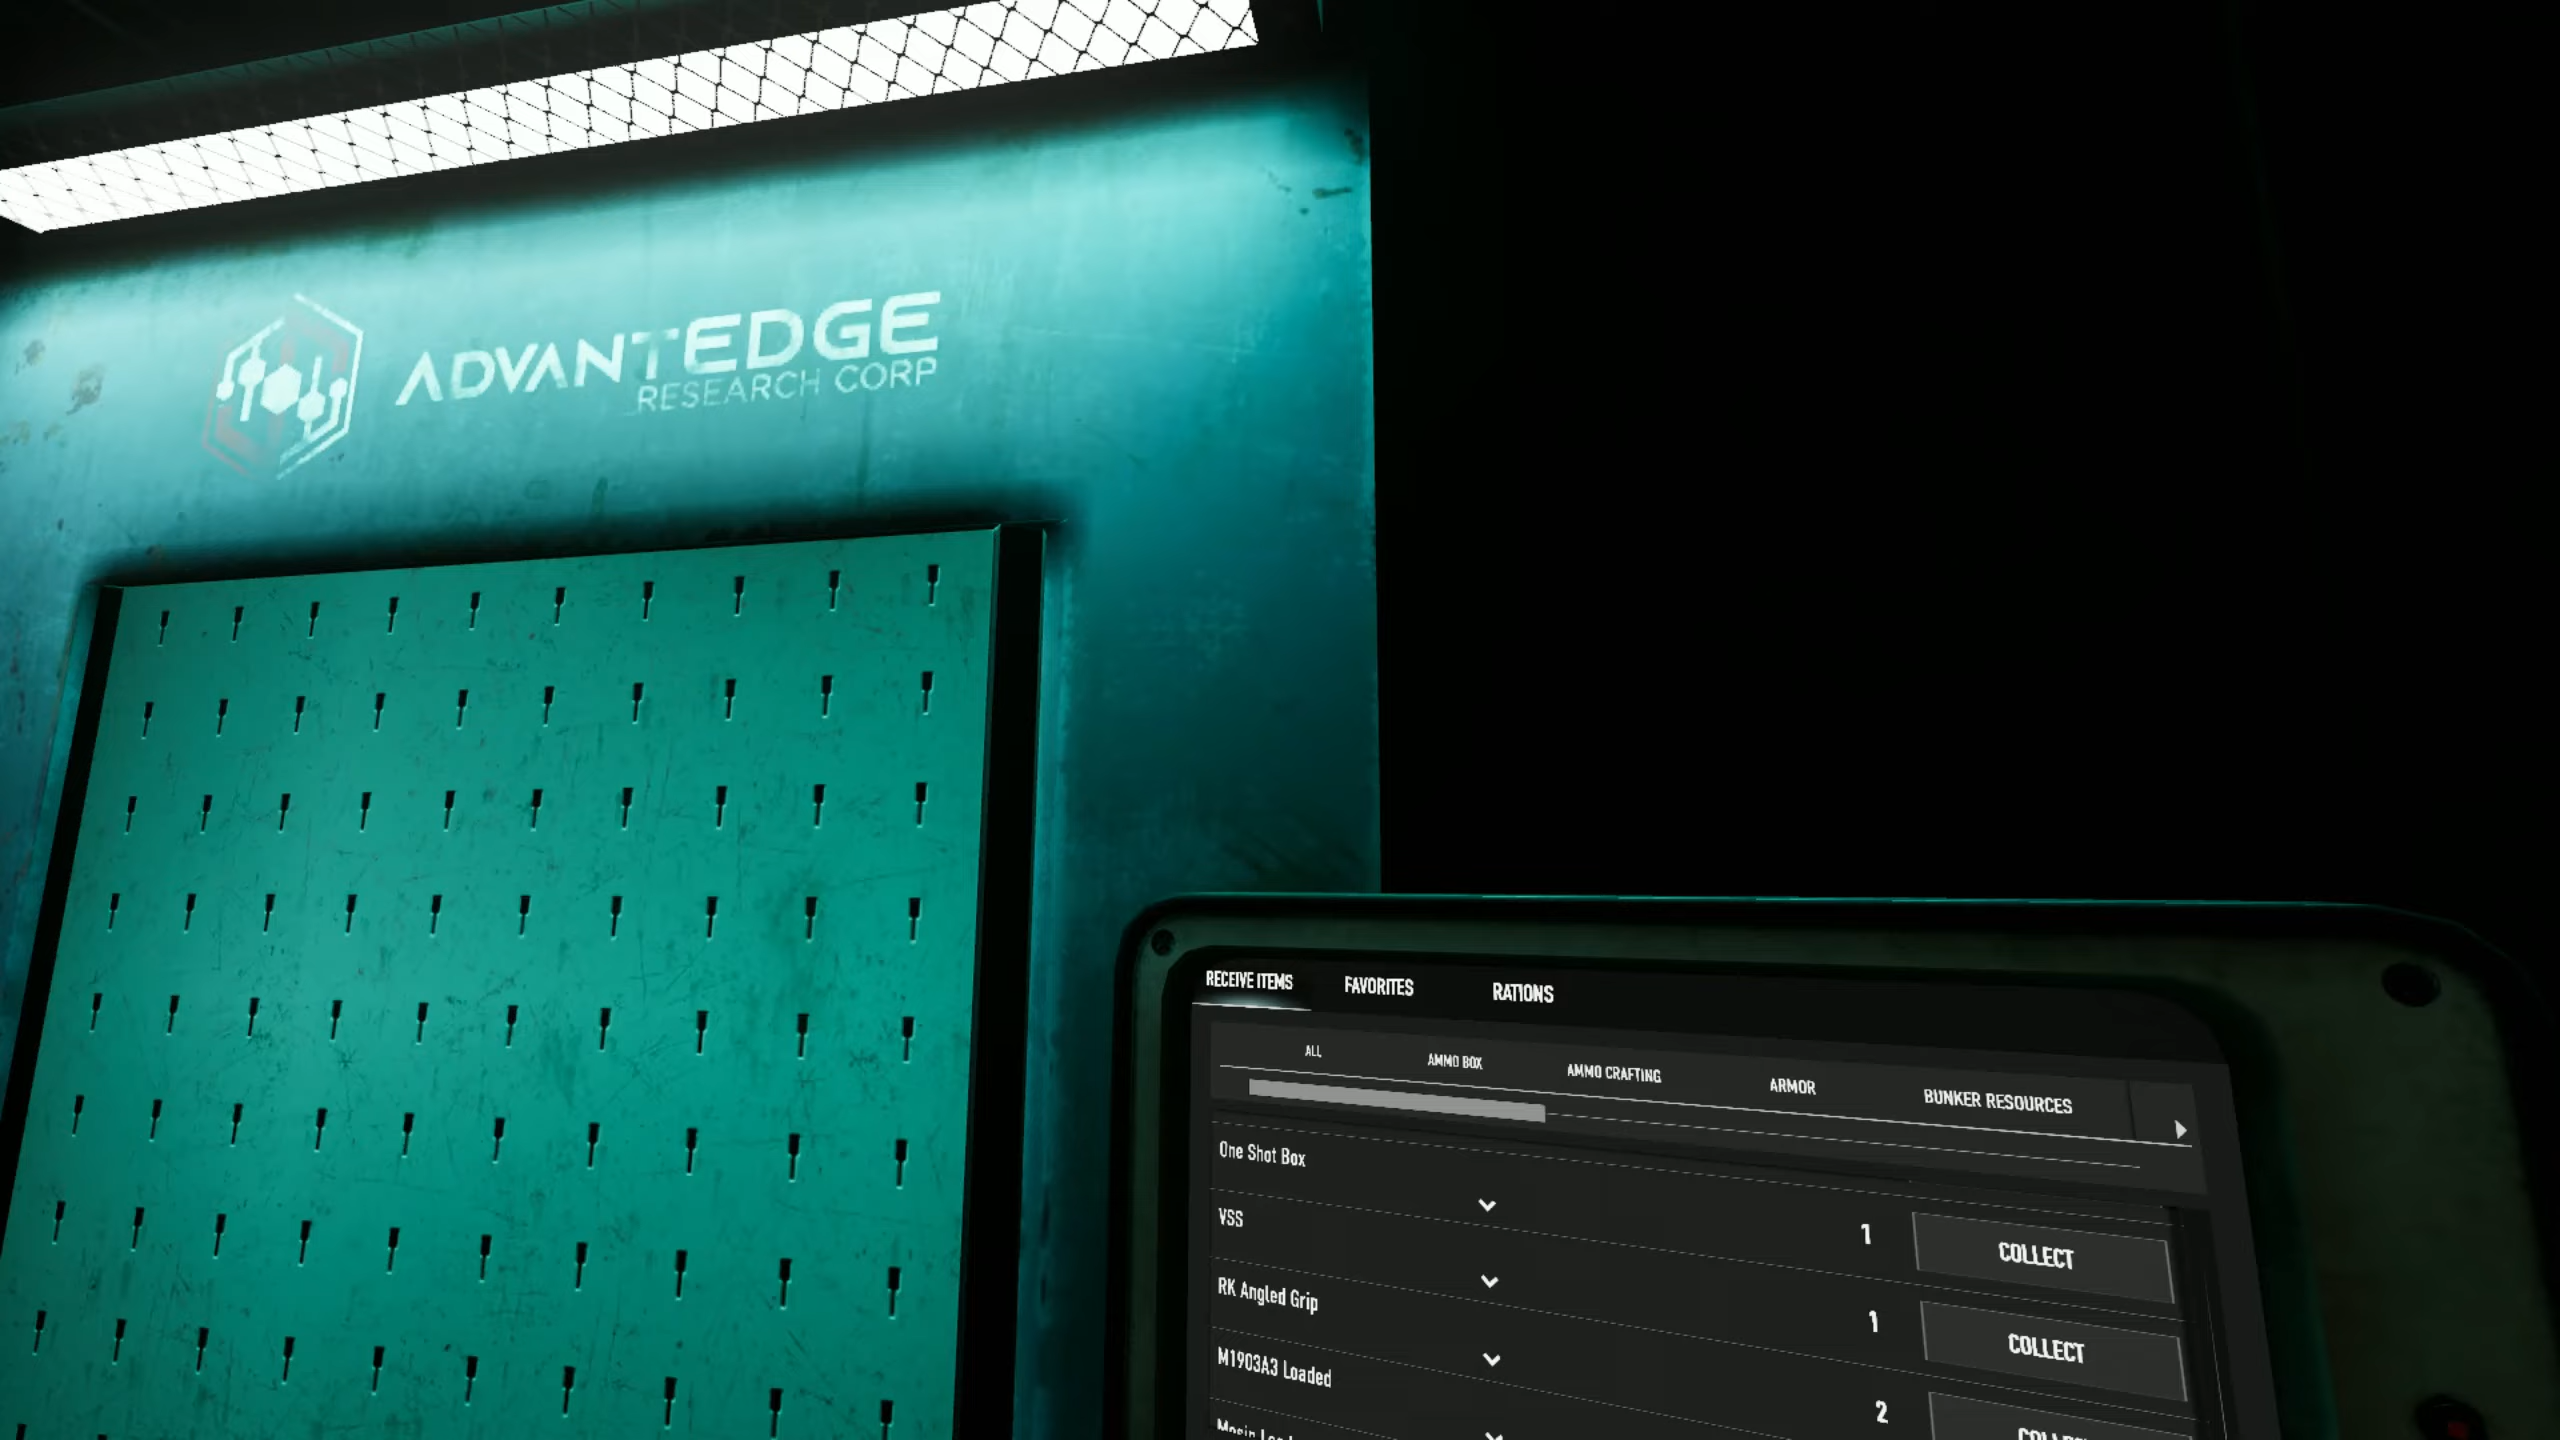 ADVANTEDGE
RESEARCH CORP
RECEIVE ITEMS FAVORITES RATIONS
ALL AMMO BOX AMMO CRAFTING ARMOR BUNKER RESOURCES
One Shot Box
1 COLLECT
VSS
1 COLLECT
RK Angled Grip
2
M1903A3 Loaded